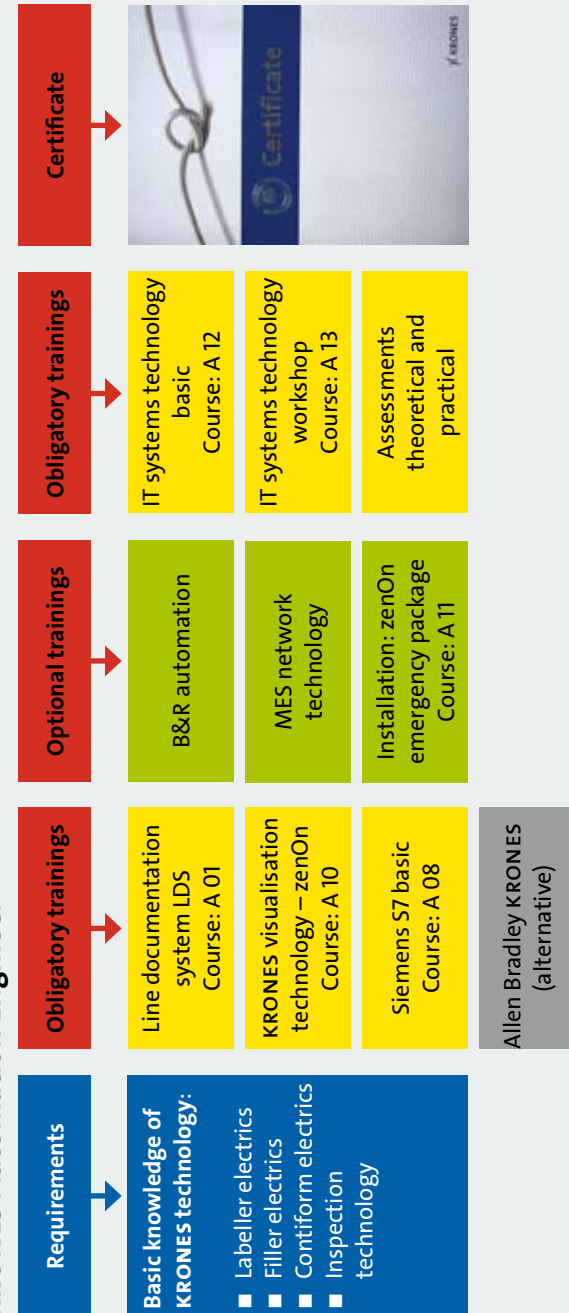 Requirements
Basic knowledge of
KRONES technology:
■ Labeller electrics
■ Filler electrics
■ Contiform electrics
■ Inspection
technology
Obligatory trainings
Line documentation
system LDS
Course: A 01
KRONES visualisation
technology – zenOn
Course: A 10
Siemens S7 basic
Course: A 08
Allen Bradley KRONES
(alternative)
Optional trainings
B&R automation
MES network
technology
Installation: zenOn
emergency package
Course: A 11
Obligatory trainings
IT systems technology
basic
Course: A 12
IT systems technology
workshop
Course: A 13
Assessments
theoretical and
practical
Certificate
Certificate
KRONES